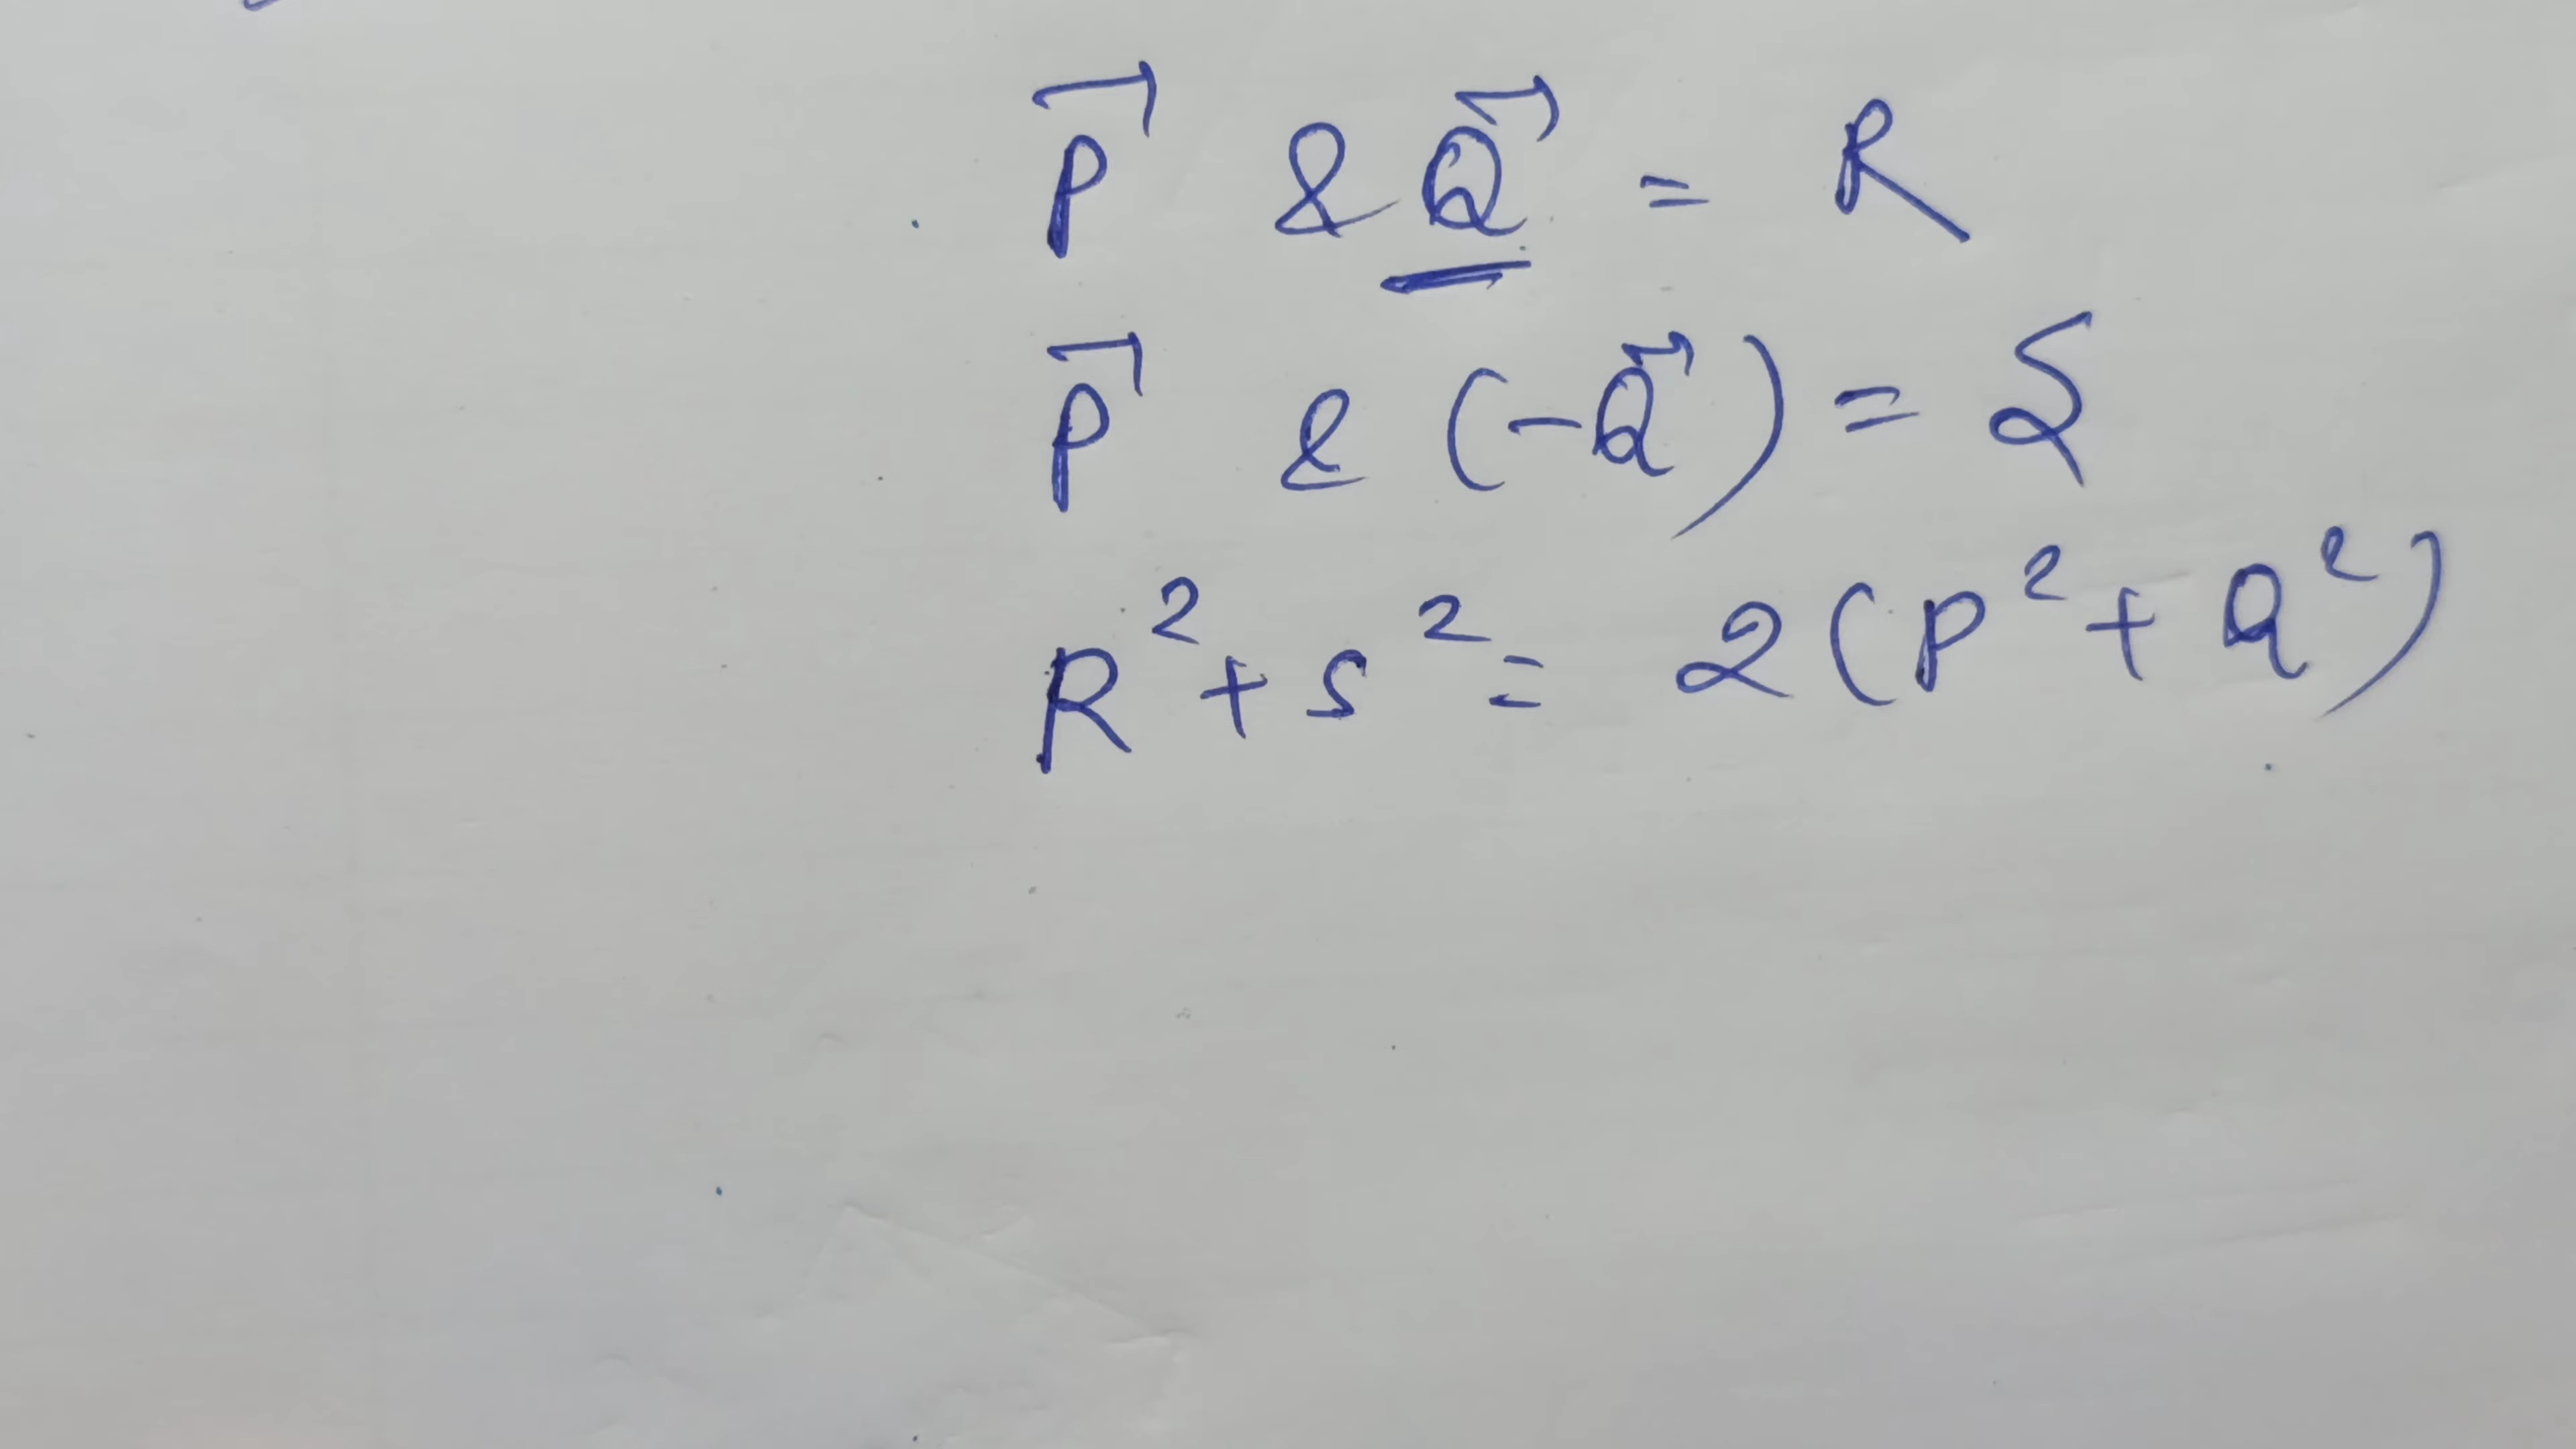 P⃗ & Q⃗ = R
P⃗ & (-Q⃗) = S
R² + s² = 2(P² + Q²)